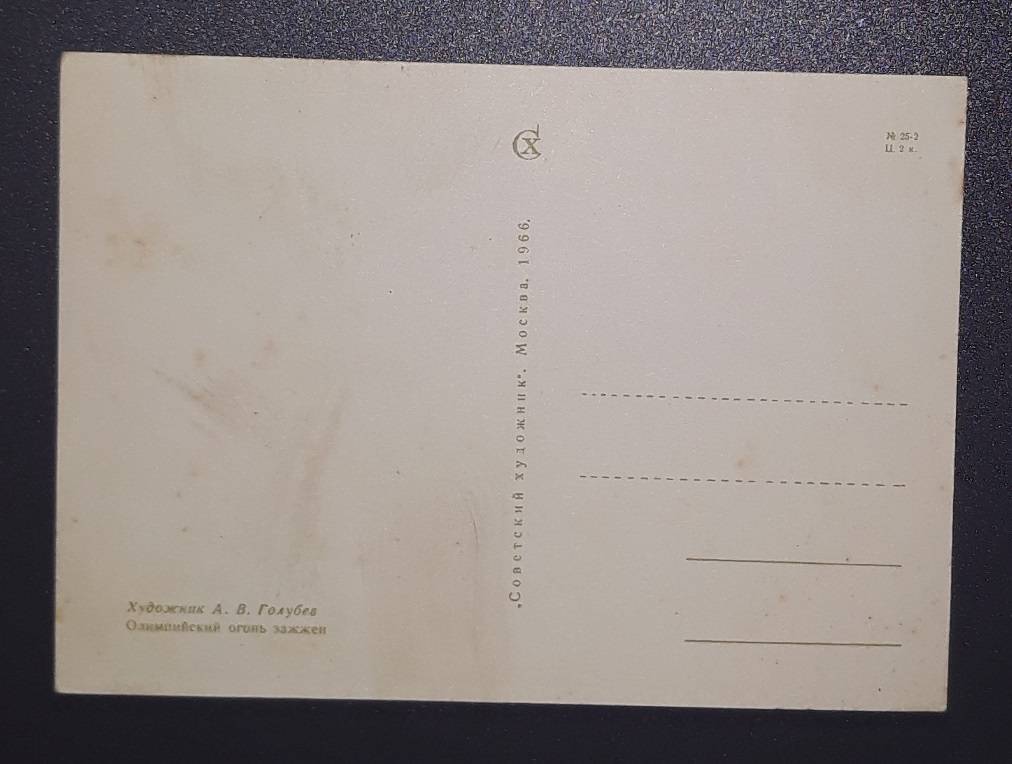 СХ
№ 25-2
Ц. 2 к.
„Советский художник“. Москва. 1966.
Художник А. В. Голубев
Олимпийский огонь зажжен